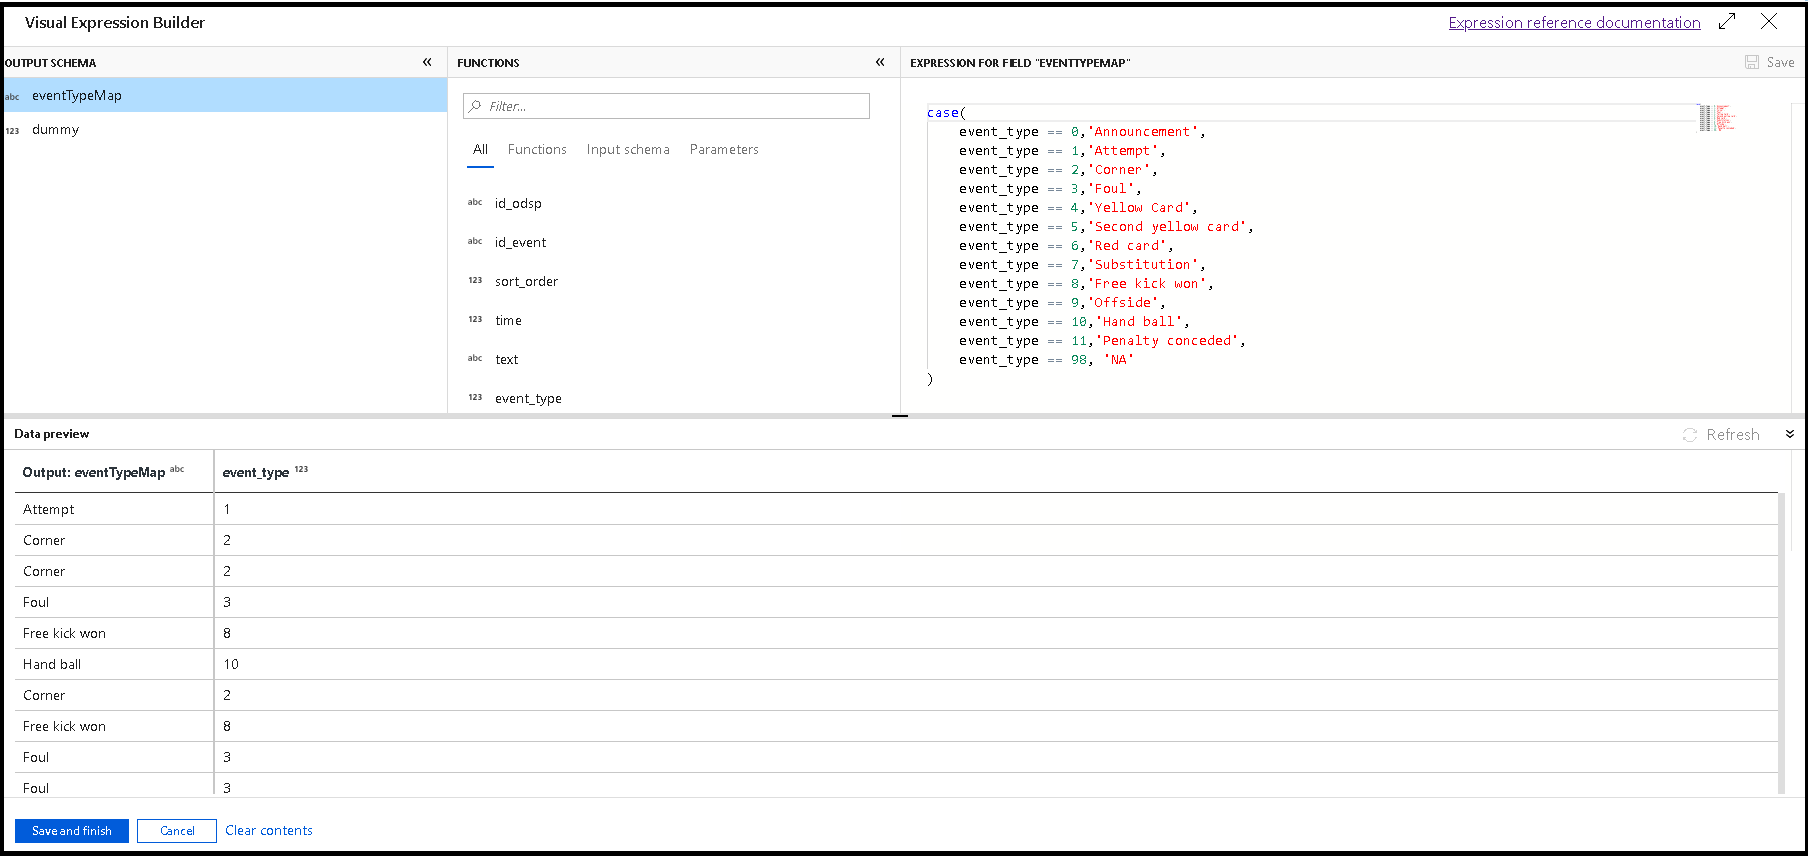 Visual Expression Builder
Expression reference documentation
OUTPUT SCHEMA
«
FUNCTIONS
«
EXPRESSION FOR FIELD "EVENTTYPEMAP"
Save
abc eventTypeMap
123 dummy
Filter...
All Functions Input schema Parameters
abc id_odsp
abc id_event
123 sort_order
123 time
abc text
123 event_type
case(
event_type == 0,'Announcement',
event_type == 1,'Attempt',
event_type == 2,'Corner',
event_type == 3,'Foul',
event_type == 4,'Yellow Card',
event_type == 5,'Second yellow card',
event_type == 6,'Red card',
event_type == 7,'Substitution',
event_type == 8,'Free kick won',
event_type == 9,'Offside',
event_type == 10,'Hand ball',
event_type == 11,'Penalty conceded',
event_type == 98, 'NA'
)
Data preview
Refresh
Output: eventTypeMap abc event_type 123
Attempt 1
Corner 2
Corner 2
Foul 3
Free kick won 8
Hand ball 10
Corner 2
Free kick won 8
Foul 3
Foul 3
Save and finish Cancel Clear contents